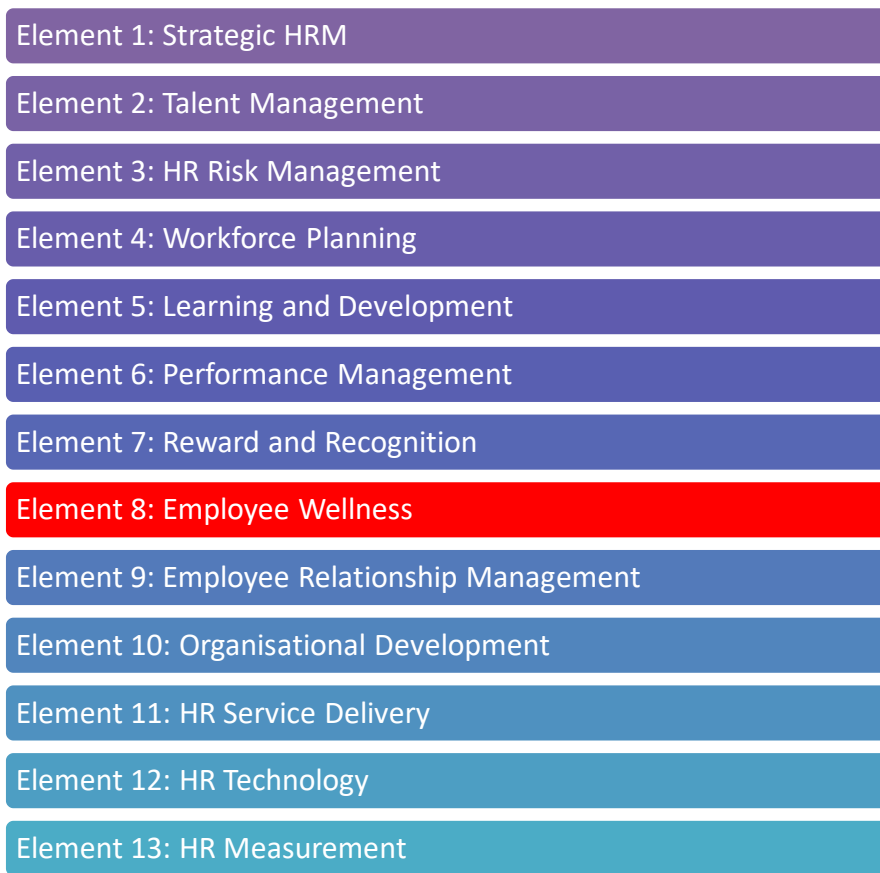 Element 1: Strategic HRM
Element 2: Talent Management
Element 3: HR Risk Management
Element 4: Workforce Planning
Element 5: Learning and Development
Element 6: Performance Management
Element 7: Reward and Recognition
Element 8: Employee Wellness
Element 9: Employee Relationship Management
Element 10: Organisational Development
Element 11: HR Service Delivery
Element 12: HR Technology
Element 13: HR Measurement